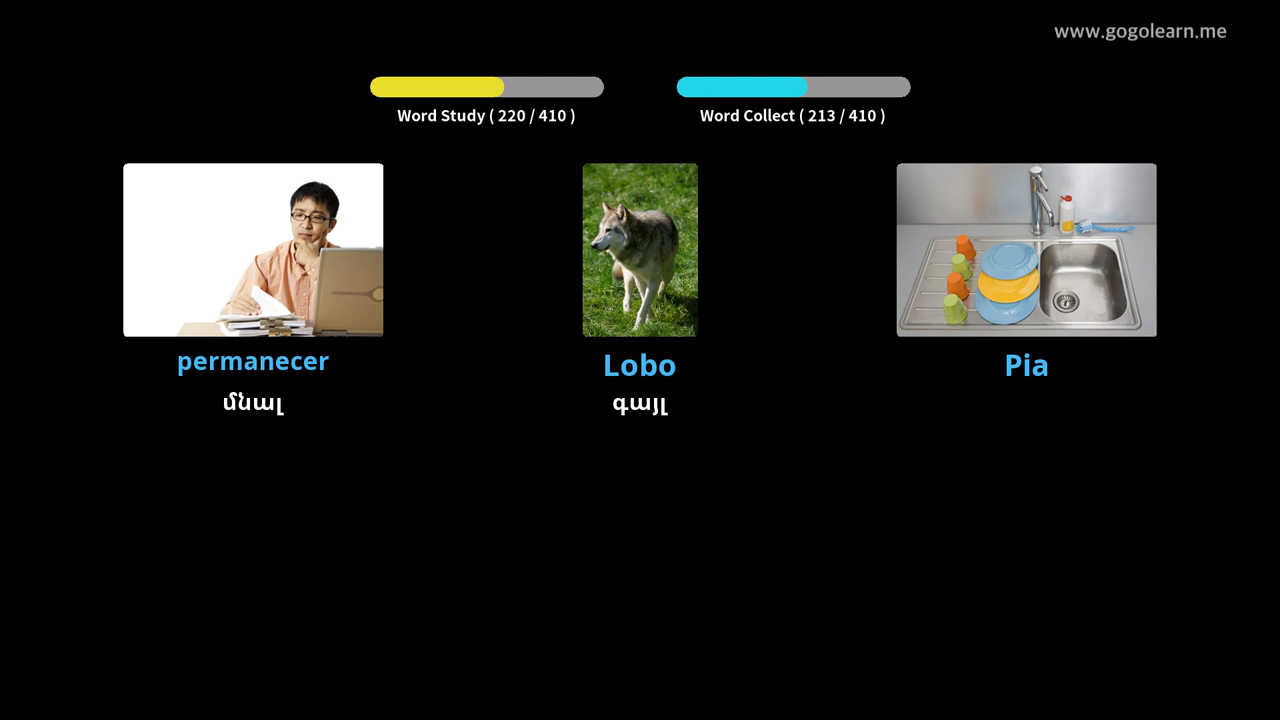 www.gogolearn.me
Word Study ( 220 / 410 )
Word Collect ( 213 / 410 )
permanecer
Lobo
Pia
մնալ
գայլ